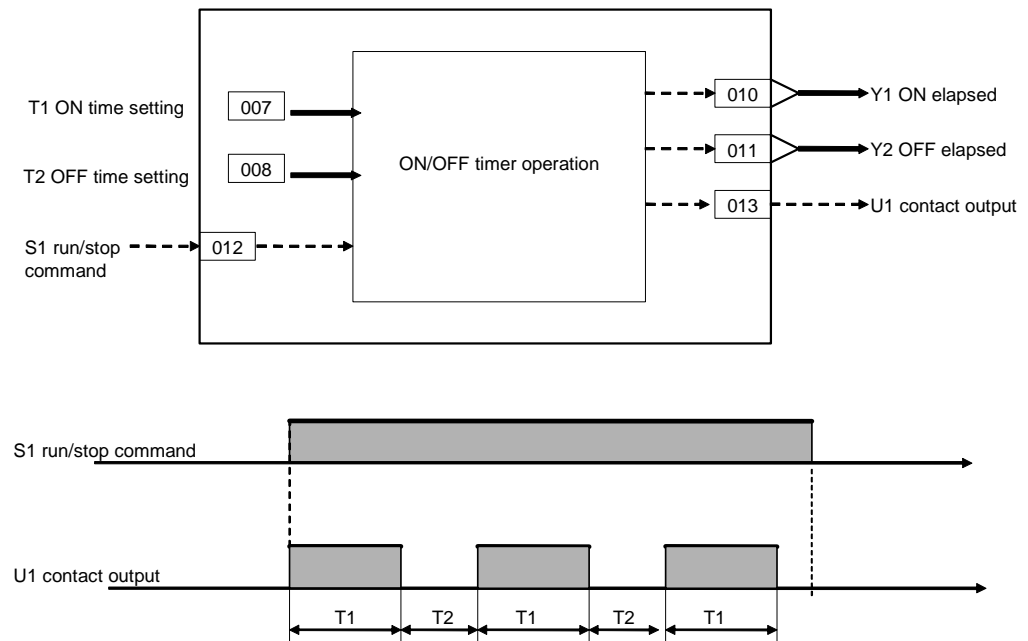 T1 ON time setting
007
010
Y1 ON elapsed
T2 OFF time setting
008
ON/OFF timer operation
011
Y2 OFF elapsed
013
U1 contact output
S1 run/stop
command
012
S1 run/stop command
U1 contact output
T1
T2
T1
T2
T1